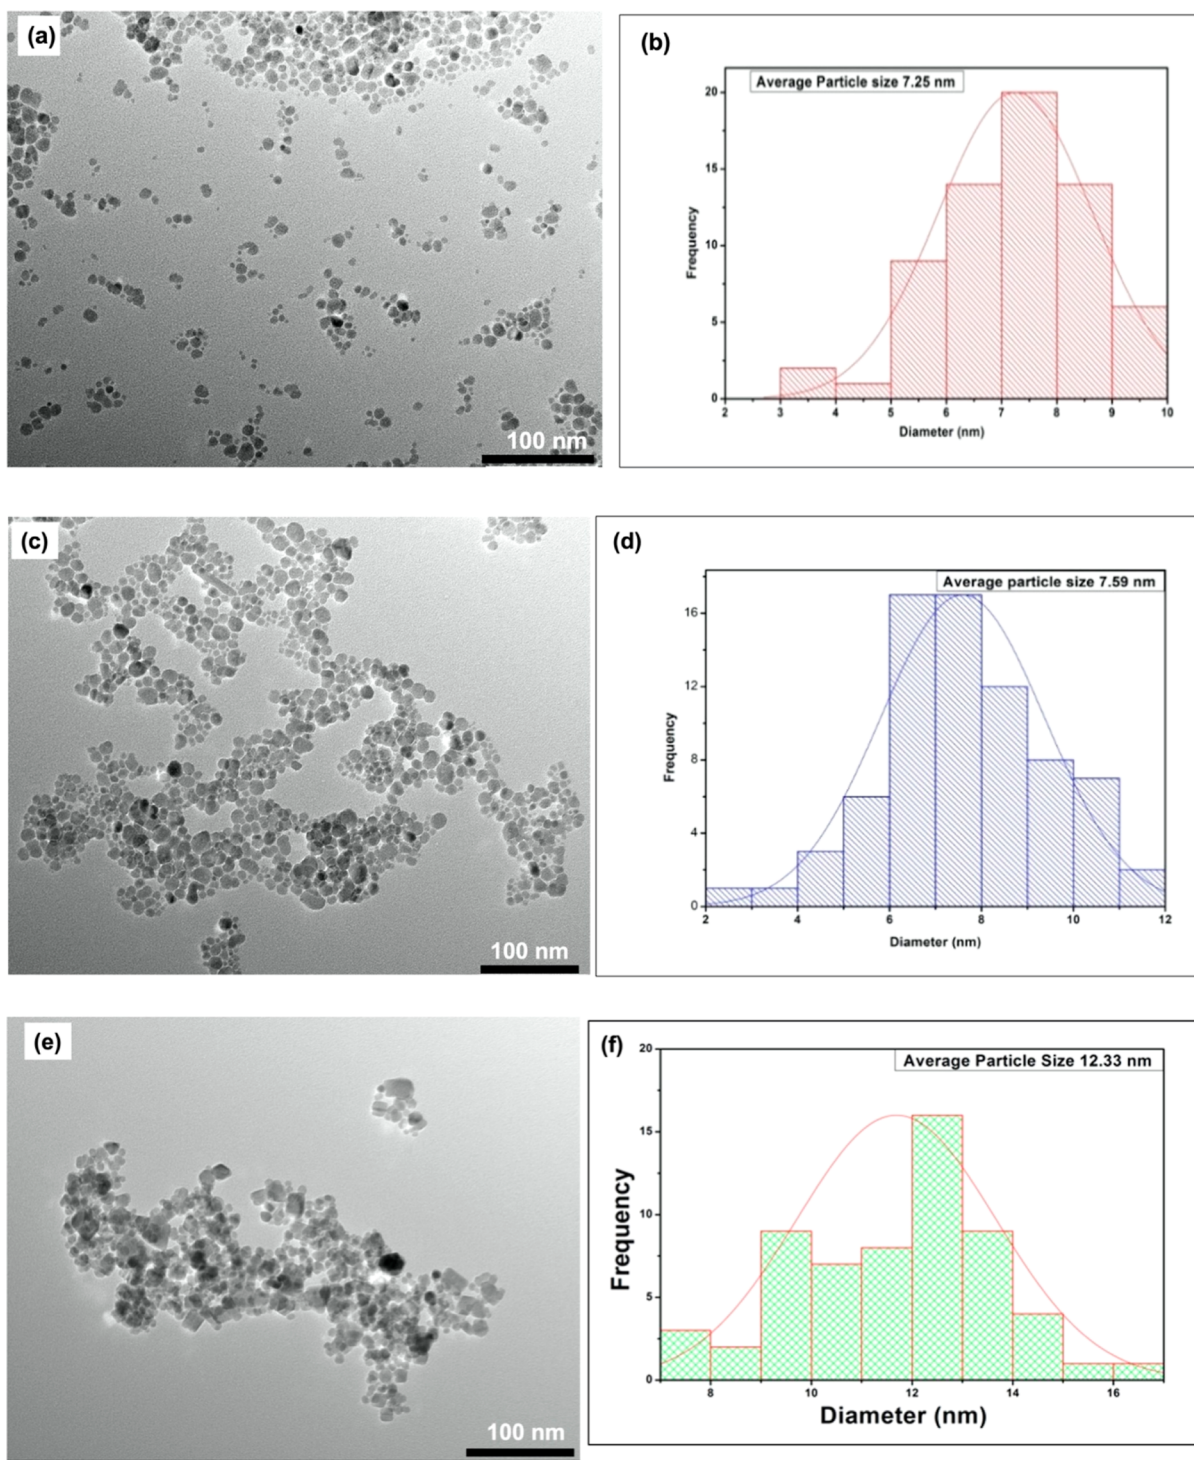 (a)
100 nm
(b)
Average Particle size 7.25 nm
20
15
10
5
0
Frequency
2 3 4 5 6 7 8 9 10
Diameter (nm)
(c)
100 nm
(d)
Average particle size 7.59 nm
16
12
8
4
0
Frequency
2 4 6 8 10 12
Diameter (nm)
(e)
100 nm
(f)
Average Particle Size 12.33 nm
20
15
10
5
0
Frequency
8 10 12 14 16
Diameter (nm)